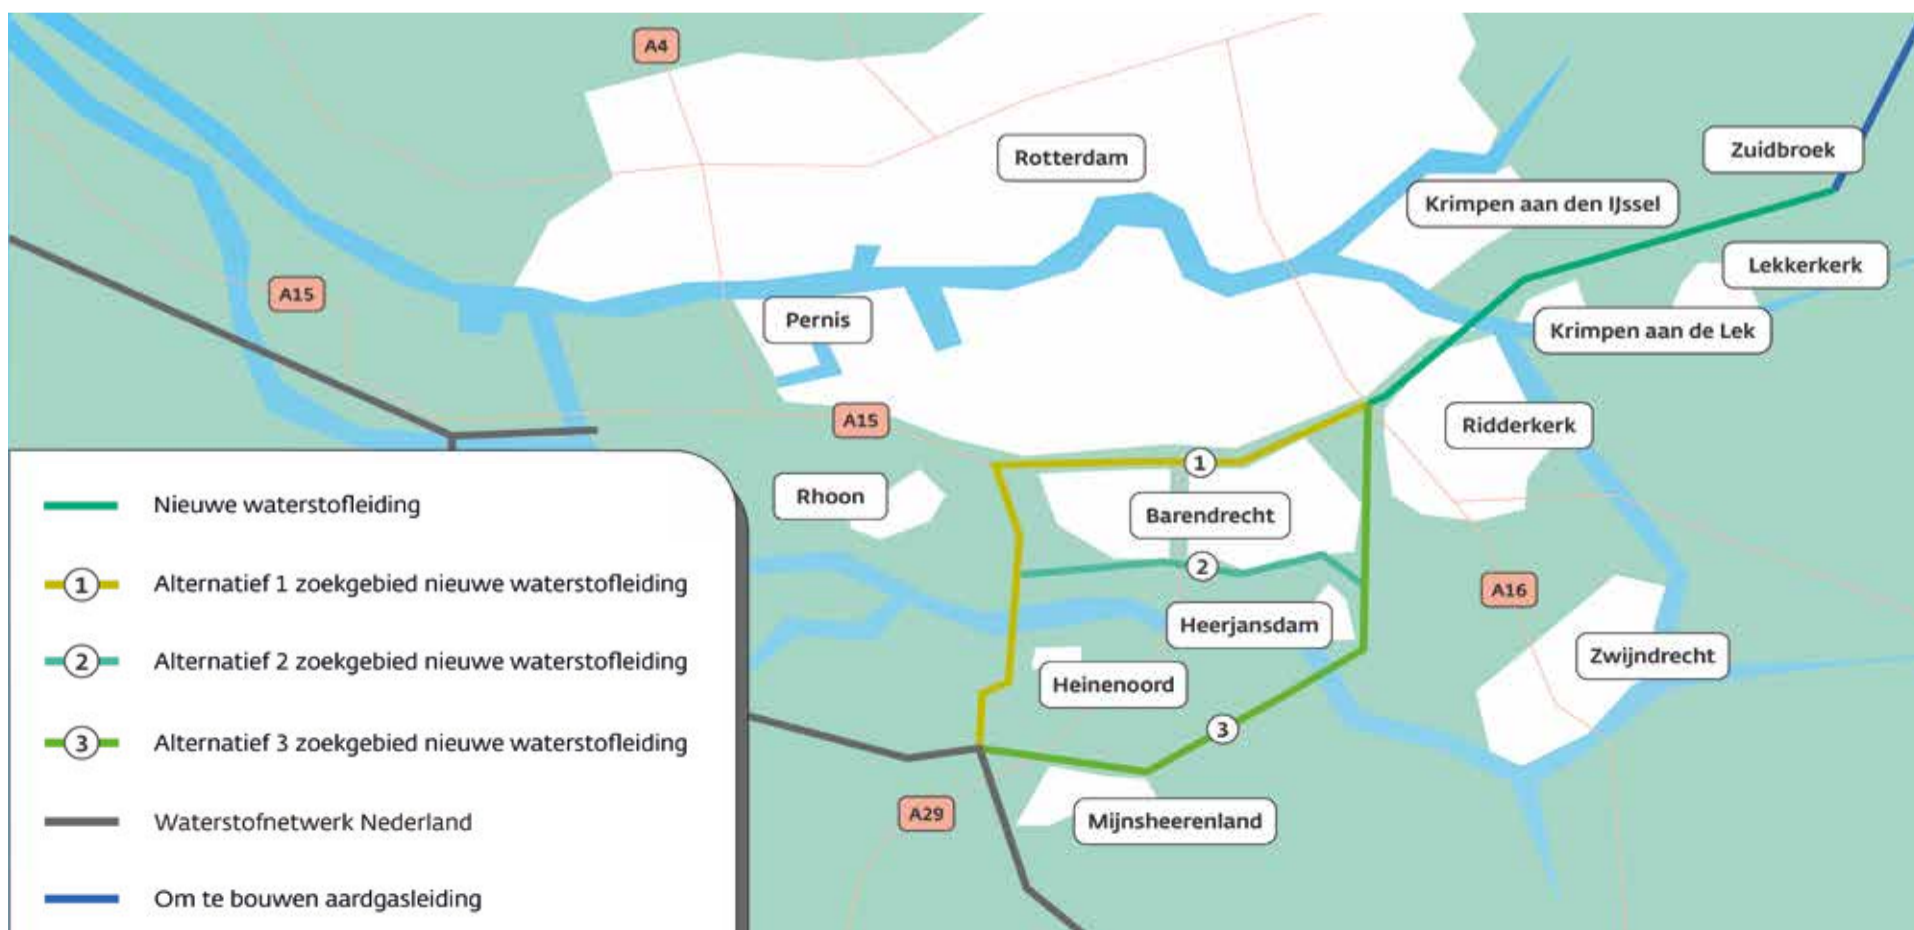 A4
Rotterdam
Zuidbroek
Krimpen aan den IJssel
Lekkerkerk
A15
Pernis
Krimpen aan de Lek
A15
Ridderkerk
1
Rhoon
Barendrecht
2
A16
Heerjansdam
Zwijndrecht
Heinenoord
3
A29
Mijnsheerenland
Nieuwe waterstofleiding
1 Alternatief 1 zoekgebied nieuwe waterstofleiding
2 Alternatief 2 zoekgebied nieuwe waterstofleiding
3 Alternatief 3 zoekgebied nieuwe waterstofleiding
Waterstofnetwerk Nederland
Om te bouwen aardgasleiding